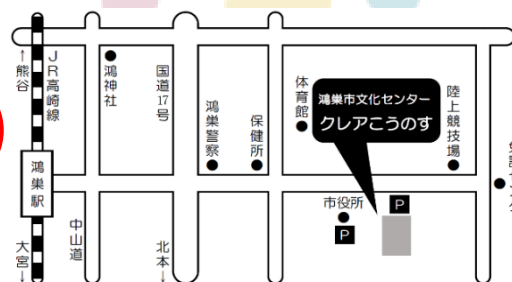 ↑熊谷
JR高崎線
鴻神社
国道17号
鴻巣警察
保健所
体育館
鴻巣市文化センター
クレアこうのす
陸上競技場
鴻巣駅
市役所
P
P
中山道
大宮↓
北本↓